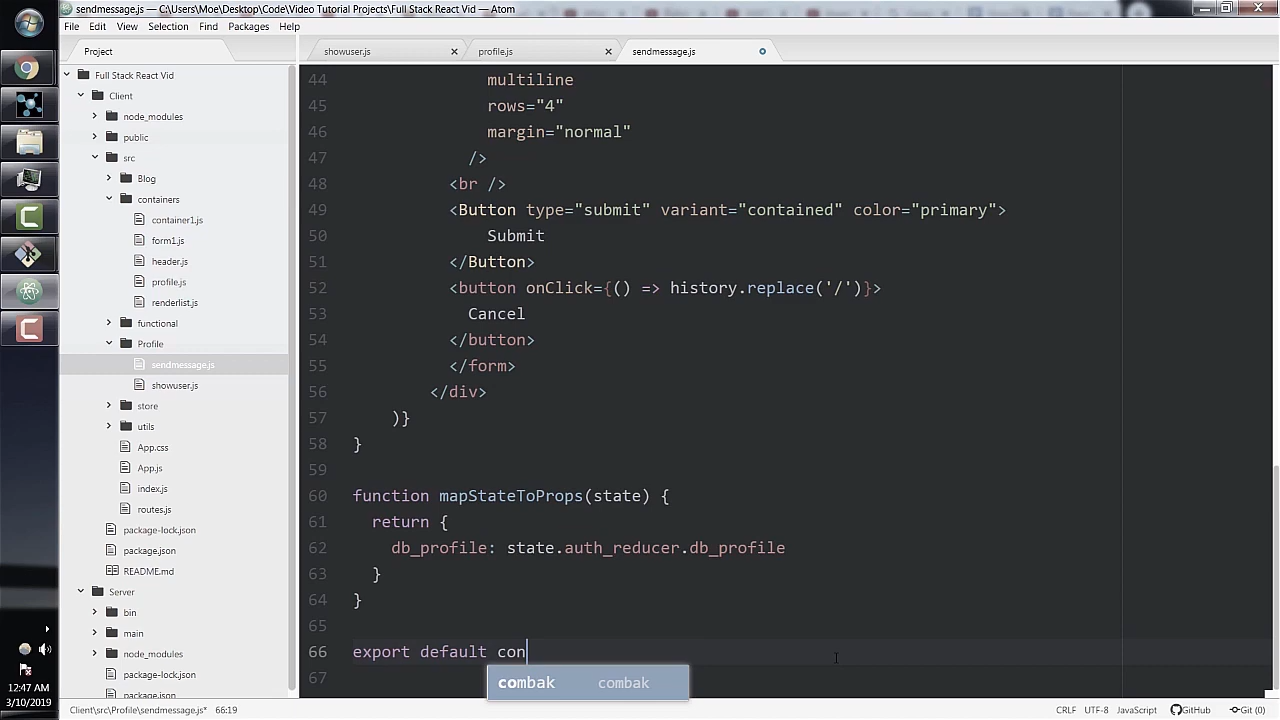 sendmessage.js — C:\Users\Moe\Desktop\Code\Video Tutorial Projects\Full Stack React Vid — Atom
File Edit View Selection Find Packages Help
Project
showuser.js
profile.js
sendmessage.js
Full Stack React Vid
Client
node_modules
public
src
Blog
containers
container1.js
form1.js
header.js
profile.js
renderlist.js
functional
Profile
sendmessage.js
showuser.js
store
utils
App.css
App.js
index.js
routes.js
package-lock.json
package.json
README.md
Server
bin
main
node_modules
package-lock.json
package.json
44 multiline
45 rows="4"
46 margin="normal"
47 />
48 <br />
49 <Button type="submit" variant="contained" color="primary">
50 Submit
51 </Button>
52 <button onClick={() => history.replace('/')}>
53 Cancel
54 </button>
55 </form>
56 </div>
57 )}
58 }
59
60 function mapStateToProps(state) {
61 return {
62 db_profile: state.auth_reducer.db_profile
63 }
64 }
65
66 export default con
67
combak combak
12:47 AM
3/10/2019
Client\src\Profile\sendmessage.js* 66:19
CRLF UTF-8 JavaScript GitHub Git (0)